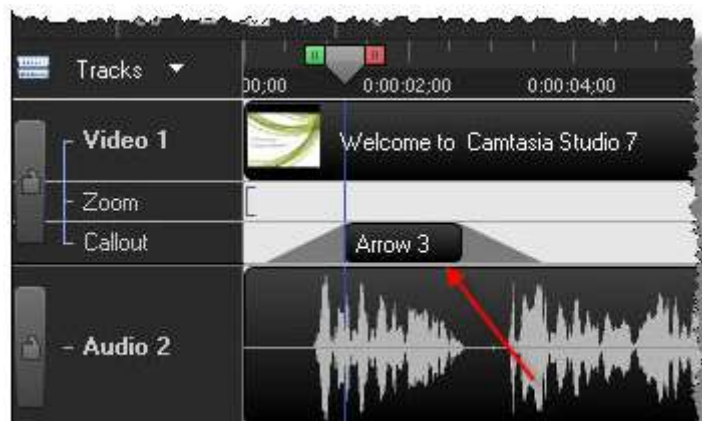 Tracks
00;00 0:00:02;00 0:00:04;00
Video 1
Welcome to Camtasia Studio 7
Zoom
Callout
Arrow 3
Audio 2